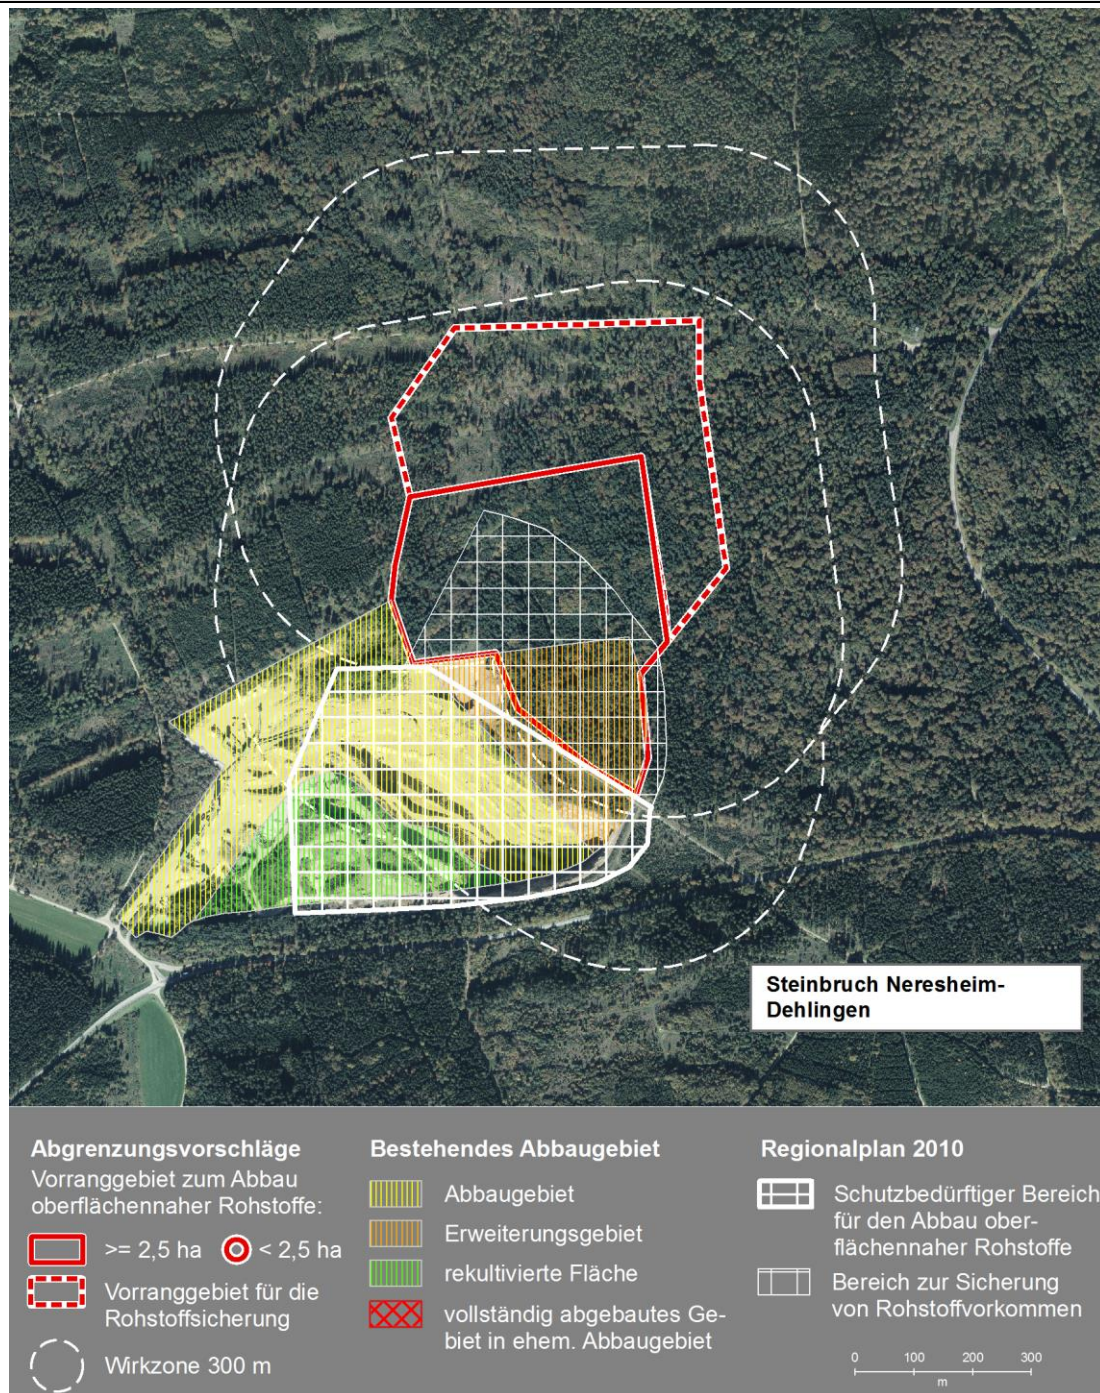 Steinbruch Neresheim-
Dehlingen
Abgrenzungsvorschläge
Vorranggebiet zum Abbau
oberflächennaher Rohstoffe:
>= 2,5 ha
< 2,5 ha
Vorranggebiet für die
Rohstoffsicherung
Wirkzone 300 m
Bestehendes Abbaugebiet
Abbaugebiet
Erweiterungsgebiet
rekultivierte Fläche
vollständig abgebautes Ge-
biet in ehem. Abbaugebiet
Regionalplan 2010
Schutzbedürftiger Bereich
für den Abbau ober-
flächennaher Rohstoffe
Bereich zur Sicherung
von Rohstoffvorkommen
0 100 200 300
m